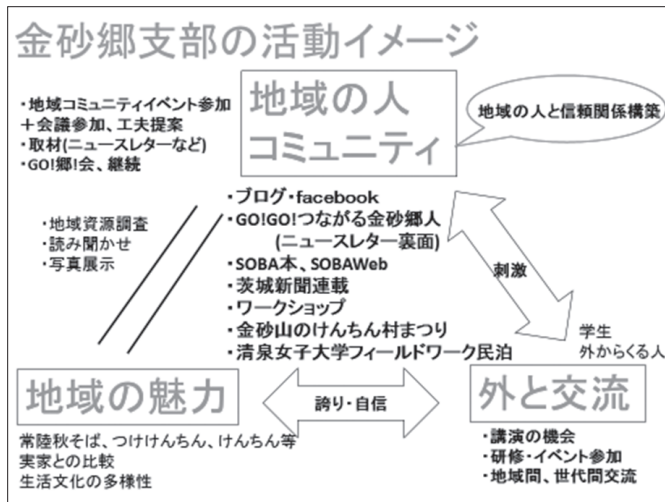 金砂郷支部の活動イメージ
・地域コミュニティイベント参加
＋会議参加、工夫提案
・取材(ニュースレターなど)
・GO!郷!会、継続
地域の人
コミュニティ
地域の人と信頼関係構築
・地域資源調査
・読み聞かせ
・写真展示
・ブログ・facebook
・GO!GO!つながる金砂郷人
(ニュースレター裏面)
・SOBA本、SOBAWeb
・茨城新聞連載
・ワークショップ
・金砂山のけんちん村まつり
・清泉女子大学フィールドワーク民泊
刺激
学生
外からくる人
地域の魅力
誇り・自信
外と交流
常陸秋そば、つけけんちん、けんちん等
実家との比較
生活文化の多様性
・講演の機会
・研修・イベント参加
・地域間、世代間交流